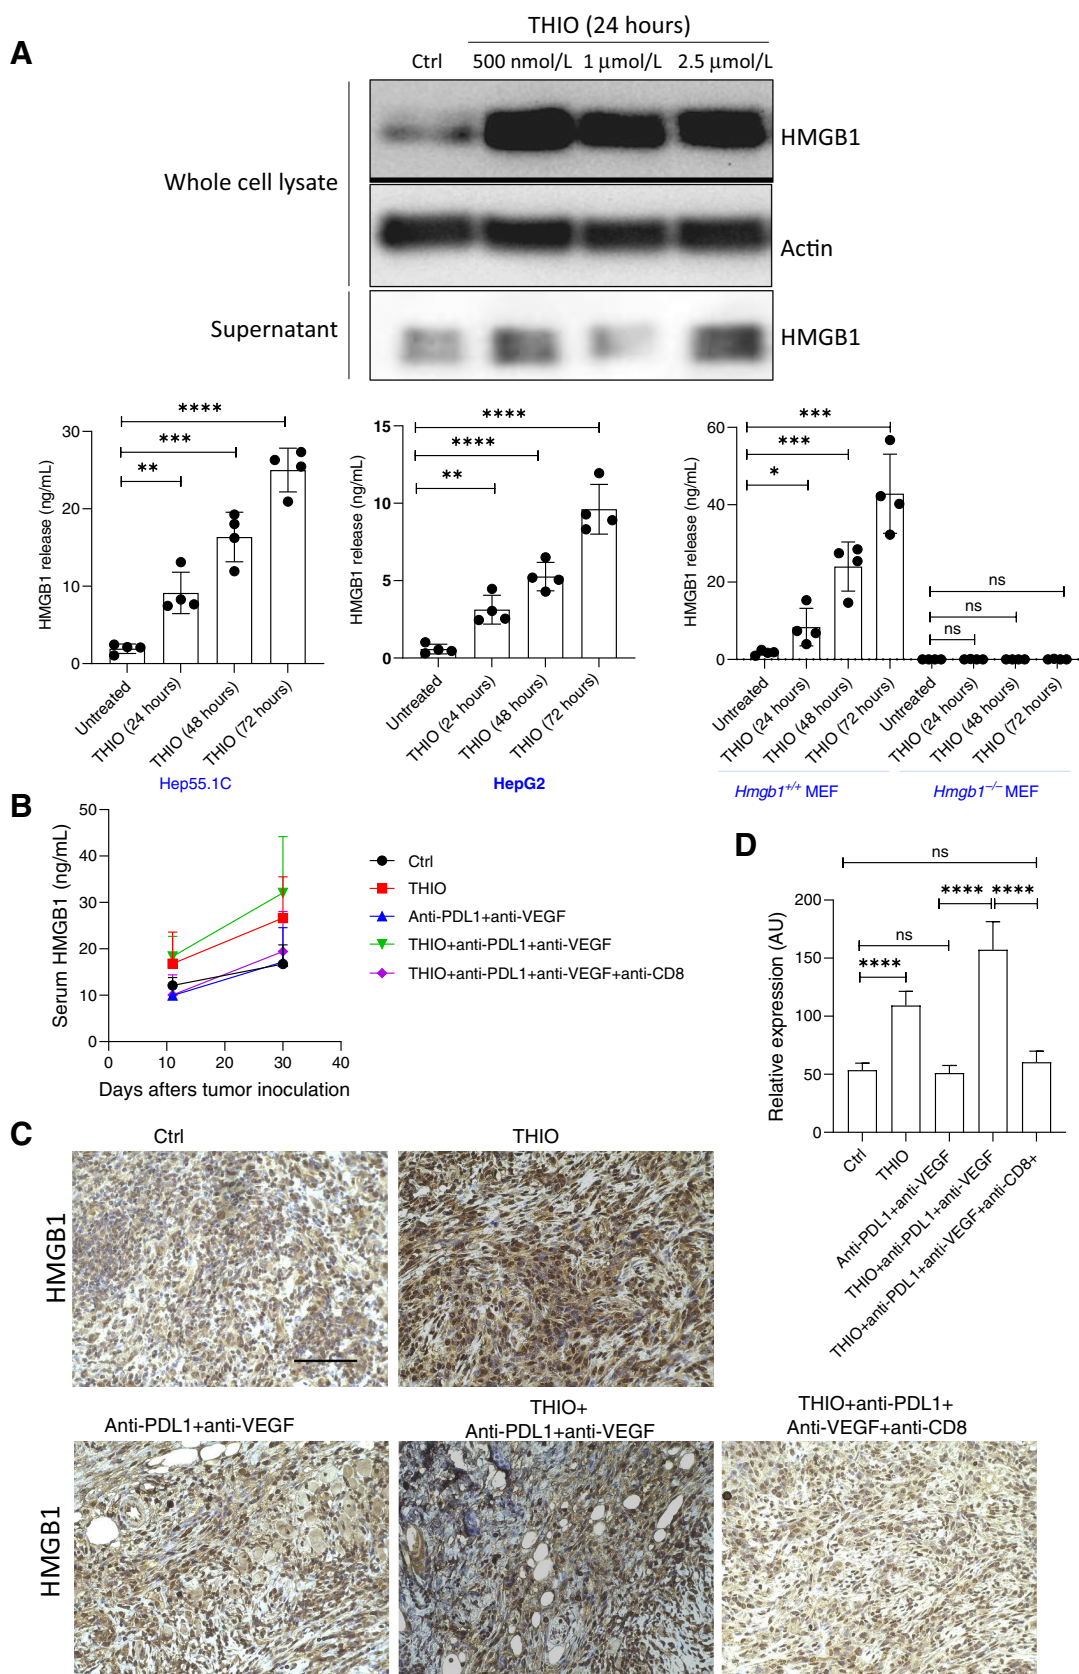 A
THIO (24 hours)
Ctrl 500 nmol/L 1 μmol/L 2.5 μmol/L
HMGB1
Whole cell lysate
Actin
Supernatant
HMGB1
HMGB1 release (ng/mL)
30
20
10
0
**
***
****
Untreated
THIO (24 hours)
THIO (48 hours)
THIO (72 hours)
Hep55.1C
HMGB1 release (ng/mL)
15
10
5
0
**
****
****
Untreated
THIO (24 hours)
THIO (48 hours)
THIO (72 hours)
HepG2
HMGB1 release (ng/mL)
60
40
20
0
*
***
***
ns
ns
ns
Untreated
THIO (24 hours)
THIO (48 hours)
THIO (72 hours)
Untreated
THIO (24 hours)
THIO (48 hours)
THIO (72 hours)
Hmgb1+/+ MEF
Hmgb1−/− MEF
B
Serum HMGB1 (ng/mL)
50
40
30
20
10
0
0 10 20 30 40
Days afters tumor inoculation
Ctrl
THIO
Anti-PDL1+anti-VEGF
THIO+anti-PDL1+anti-VEGF
THIO+anti-PDL1+anti-VEGF+anti-CD8
D
Relative expression (AU)
200
150
100
50
0
ns
**** ****
ns
****
Ctrl
THIO
Anti-PDL1+anti-VEGF
THIO+anti-PDL1+anti-VEGF
THIO+anti-PDL1+anti-VEGF+anti-CD8+
C
Ctrl
THIO
HMGB1
Anti-PDL1+anti-VEGF
THIO+
Anti-PDL1+anti-VEGF
THIO+anti-PDL1+
Anti-VEGF+anti-CD8
HMGB1